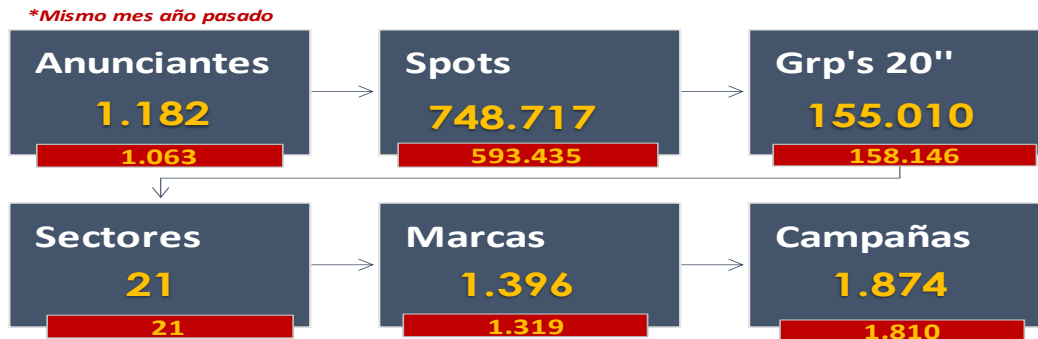 *Mismo mes año pasado
Anunciantes
1.182
1.063
Spots
748.717
593.435
Grp's 20''
155.010
158.146
Sectores
21
21
Marcas
1.396
1.319
Campañas
1.874
1.810